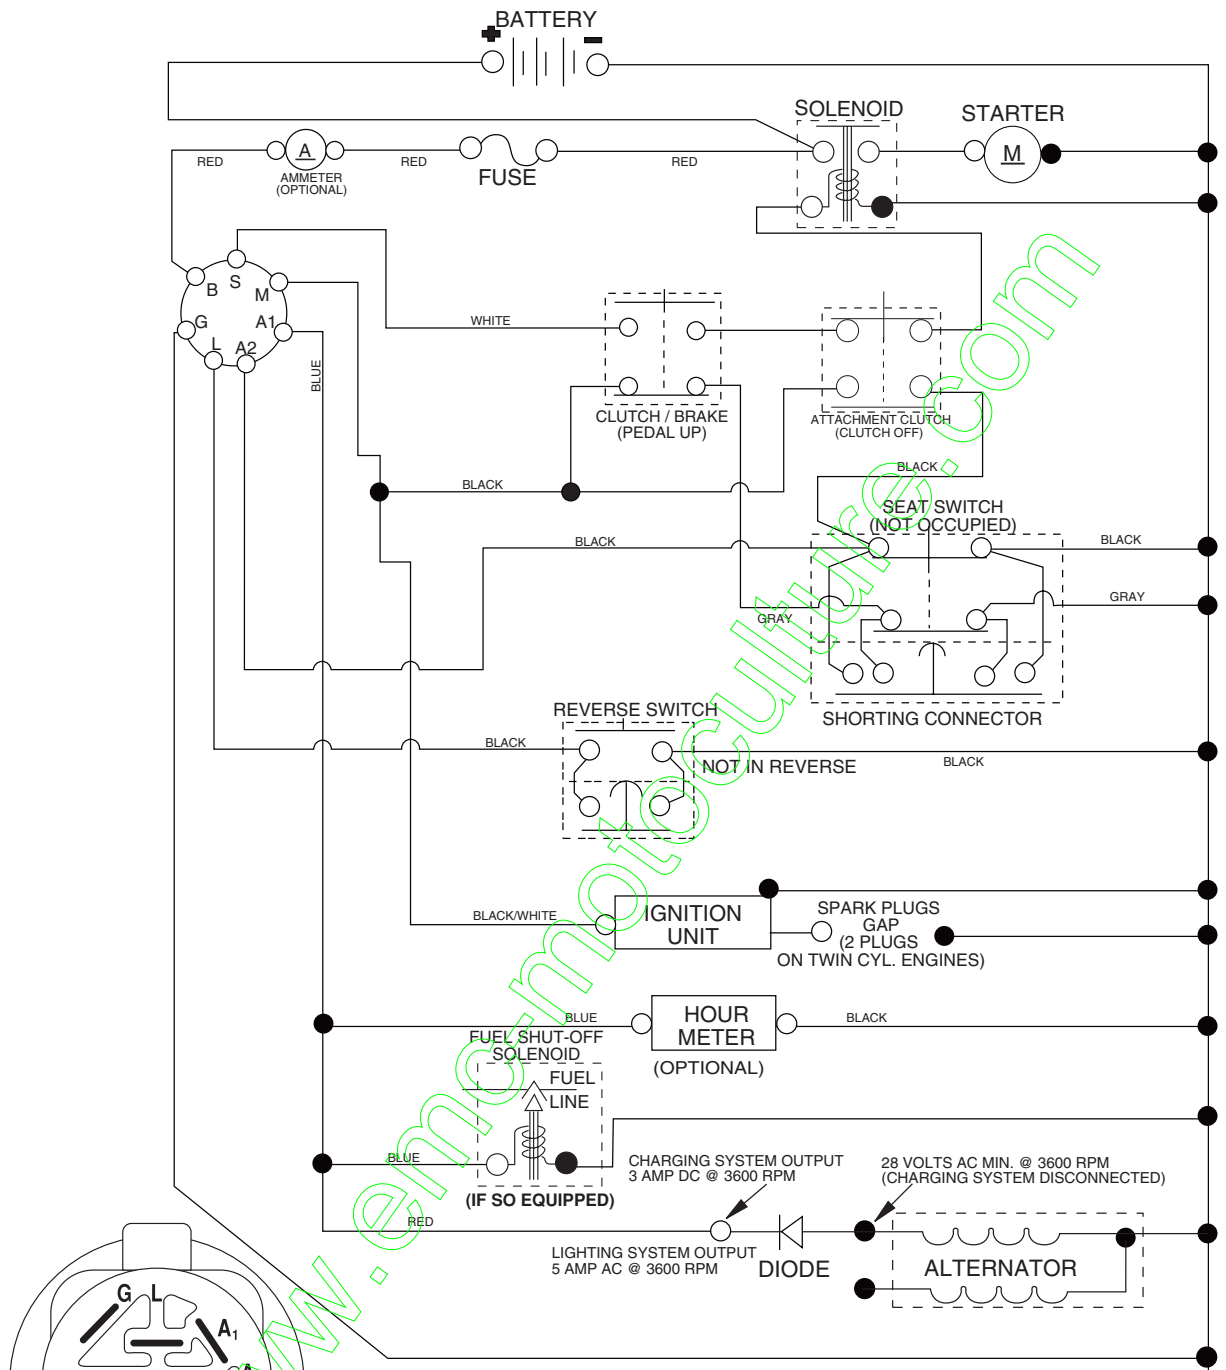 BATTERY
SOLENOID
STARTER
A
M
RED
RED
RED
AMMETER
(OPTIONAL)
FUSE
B
S
M
G
A1
L
A2
BLUE
WHITE
CLUTCH / BRAKE
(PEDAL UP)
ATTACHMENT CLUTCH
(CLUTCH OFF)
BLACK
BLACK
SEAT SWITCH
(NOT OCCUPIED)
BLACK
BLACK
GRAY
GRAY
SHORTING CONNECTOR
REVERSE SWITCH
BLACK
NOT IN REVERSE
BLACK
BLACK/WHITE
IGNITION
UNIT
SPARK PLUGS
GAP
(2 PLUGS
ON TWIN CYL. ENGINES)
BLUE
HOUR
METER
BLACK
(OPTIONAL)
FUEL SHUT-OFF
SOLENOID
FUEL
LINE
BLUE
(IF SO EQUIPPED)
CHARGING SYSTEM OUTPUT
3 AMP DC @ 3600 RPM
28 VOLTS AC MIN. @ 3600 RPM
(CHARGING SYSTEM DISCONNECTED)
RED
LIGHTING SYSTEM OUTPUT
5 AMP AC @ 3600 RPM
DIODE
ALTERNATOR
G L
A1
w.emc-motoculture.com